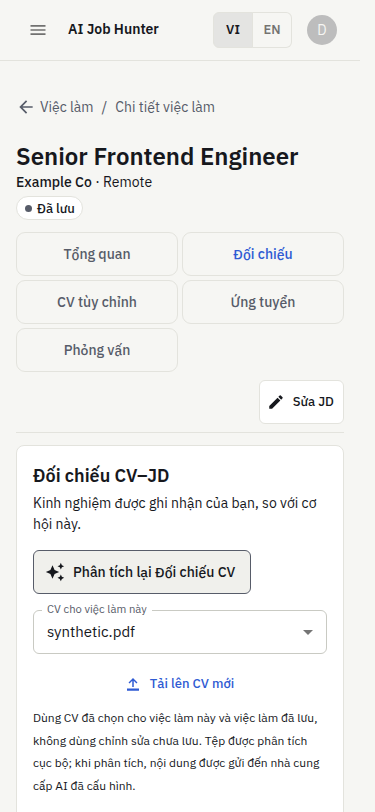 AI Job Hunter
VI
EN
D
Việc làm / Chi tiết việc làm
Senior Frontend Engineer
Example Co · Remote
Đã lưu
Tổng quan
Đối chiếu
CV tùy chỉnh
Ứng tuyển
Phỏng vấn
Sửa JD
Đối chiếu CV–JD
Kinh nghiệm được ghi nhận của bạn, so với cơ
hội này.
Phân tích lại Đối chiếu CV
CV cho việc làm này
synthetic.pdf
Tải lên CV mới
Dùng CV đã chọn cho việc làm này và việc làm đã lưu,
không dùng chỉnh sửa chưa lưu. Tệp được phân tích
cục bộ; khi phân tích, nội dung được gửi đến nhà cung
cấp AI đã cấu hình.